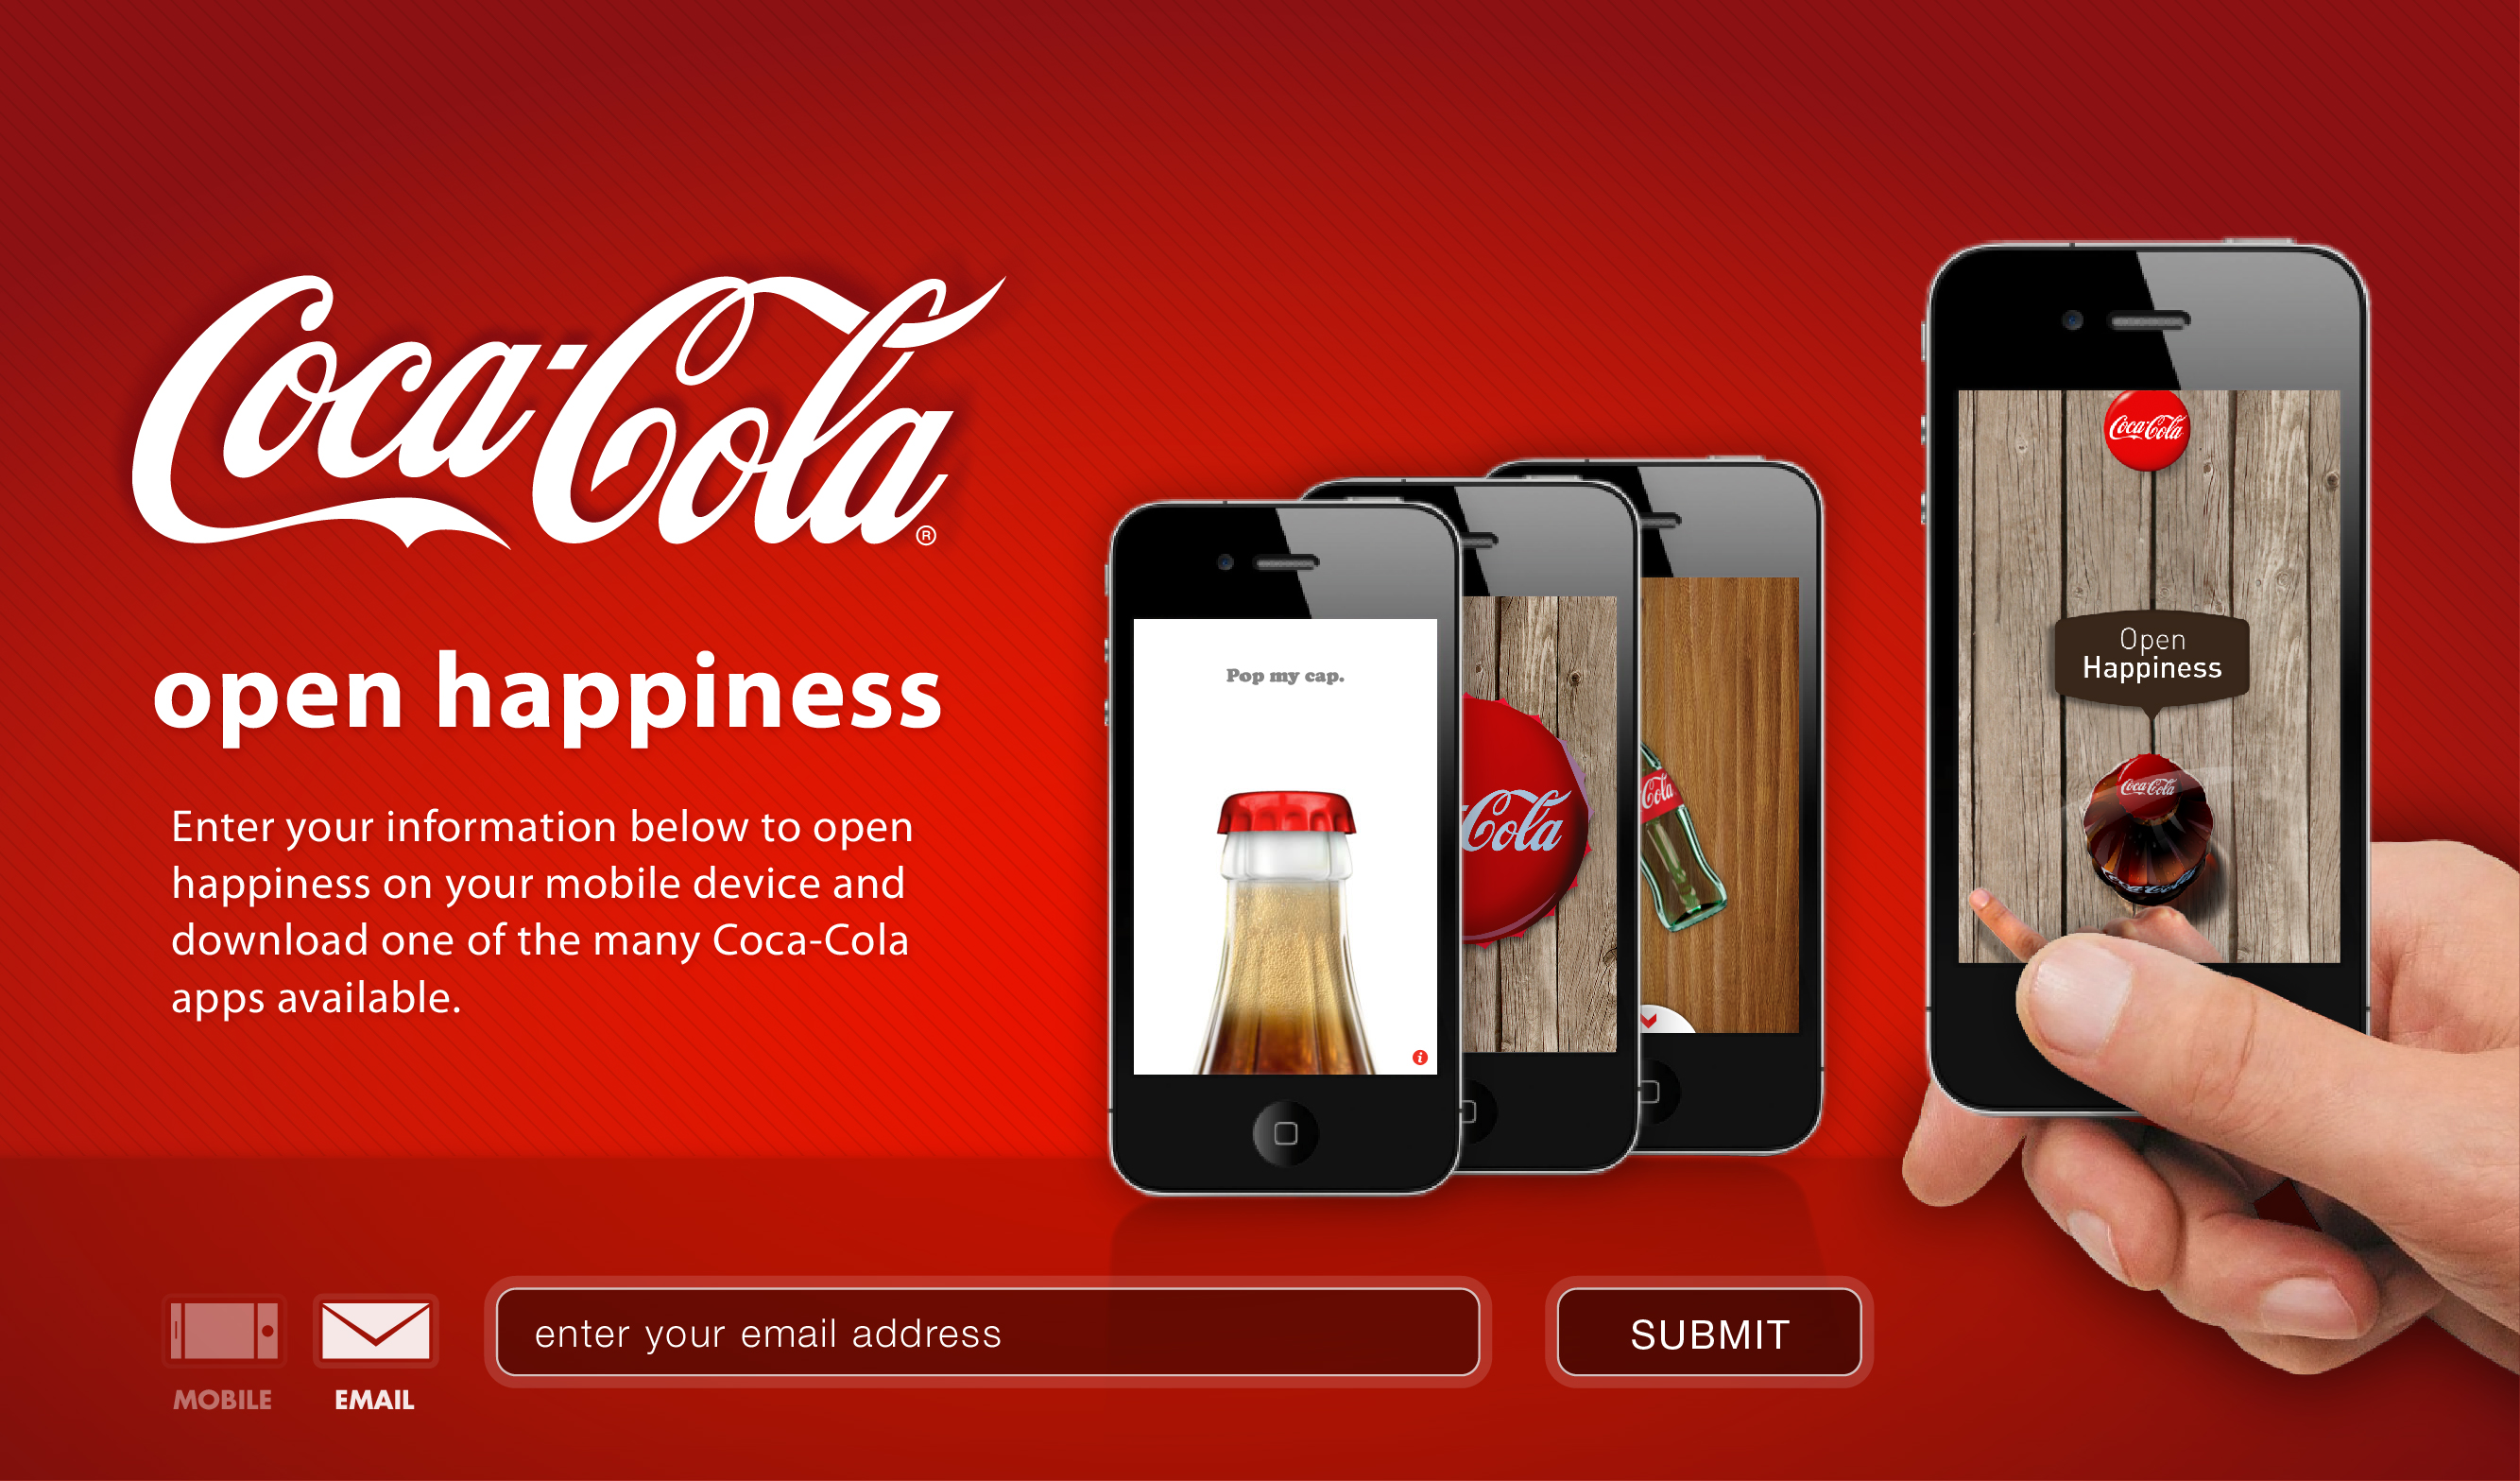 Coca-Cola®
open happiness
Enter your information below to open
happiness on your mobile device and
download one of the many Coca-Cola
apps available.
Pop my cap.
i
Cola
Cola
Coca-Cola
Open
Happiness
Coca-Cola
Coca-Cola
MOBILE
EMAIL
enter your email address
SUBMIT